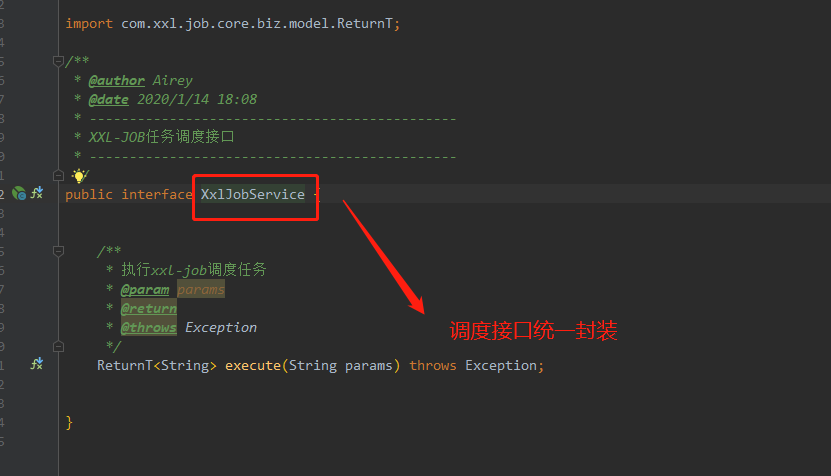 import com.xxl.job.core.biz.model.ReturnT;
/**
* @author Airey
* @date 2020/1/14 18:08
* ----------------------------------------------
* XXL-JOB任务调度接口
* ----------------------------------------------
/
public interface XxlJobService {
/**
* 执行xxl-job调度任务
* @param params
* @return
* @throws Exception
*/
调度接口统一封装
ReturnT<String> execute(String params) throws Exception;
}